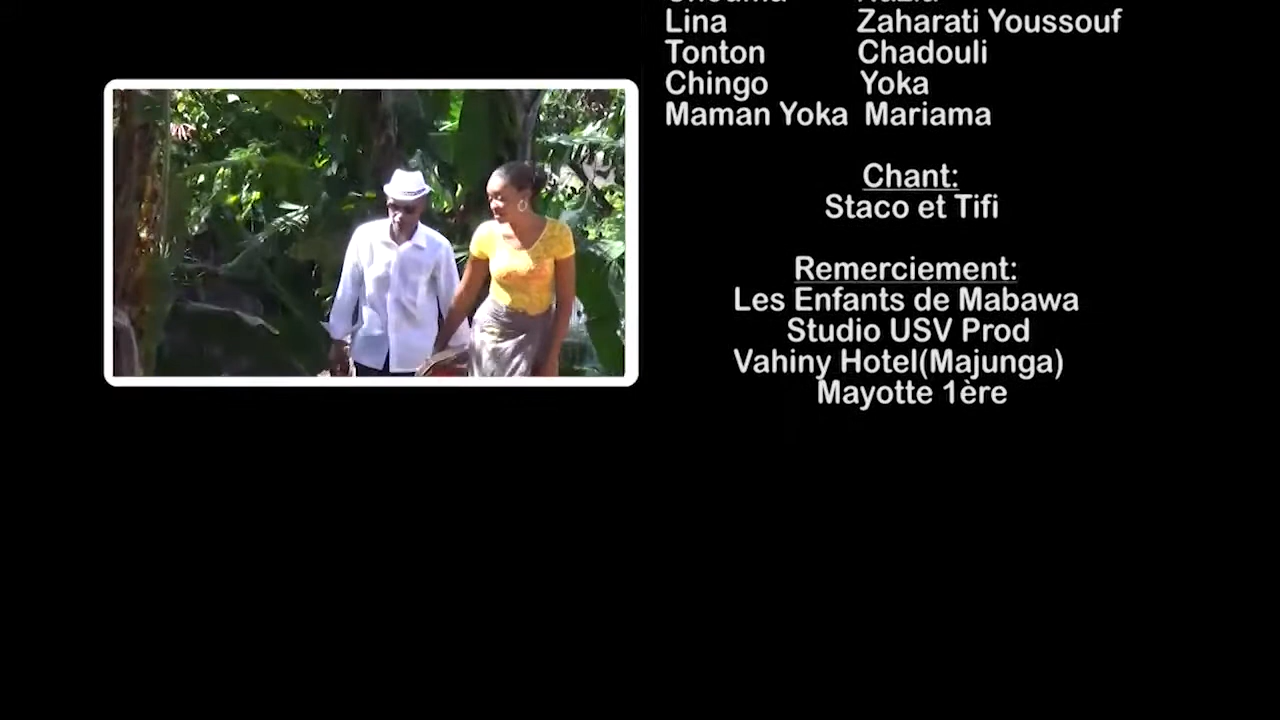 Lina Zaharati Youssouf
Tonton Chadouli
Chingo Yoka
Maman Yoka Mariama
Chant:
Staco et Tifi
Remerciement:
Les Enfants de Mabawa
Studio USV Prod
Vahiny Hotel(Majunga)
Mayotte 1ère